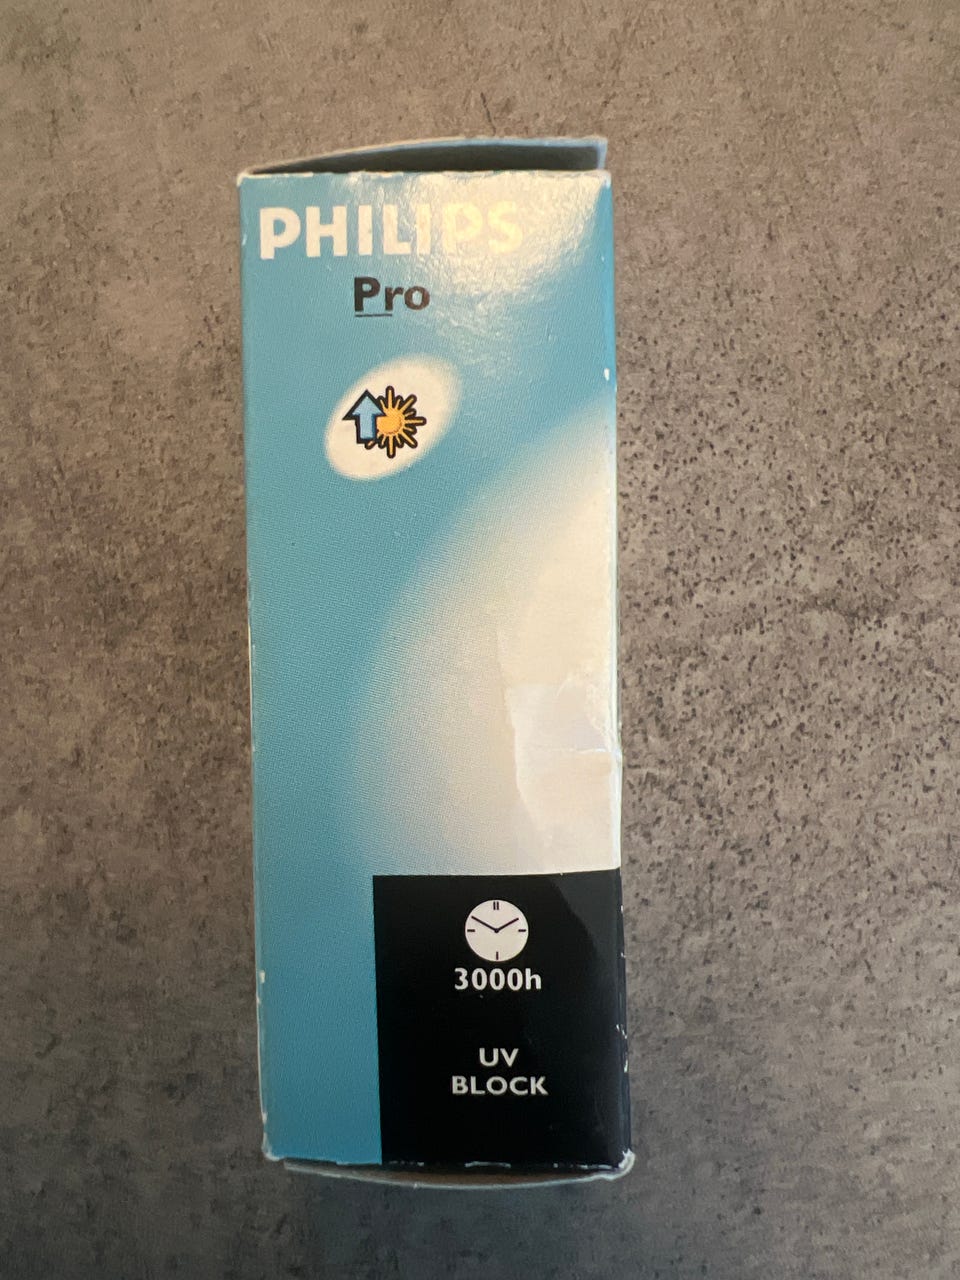 PHILIPS
Pro
3000h
UV
BLOCK